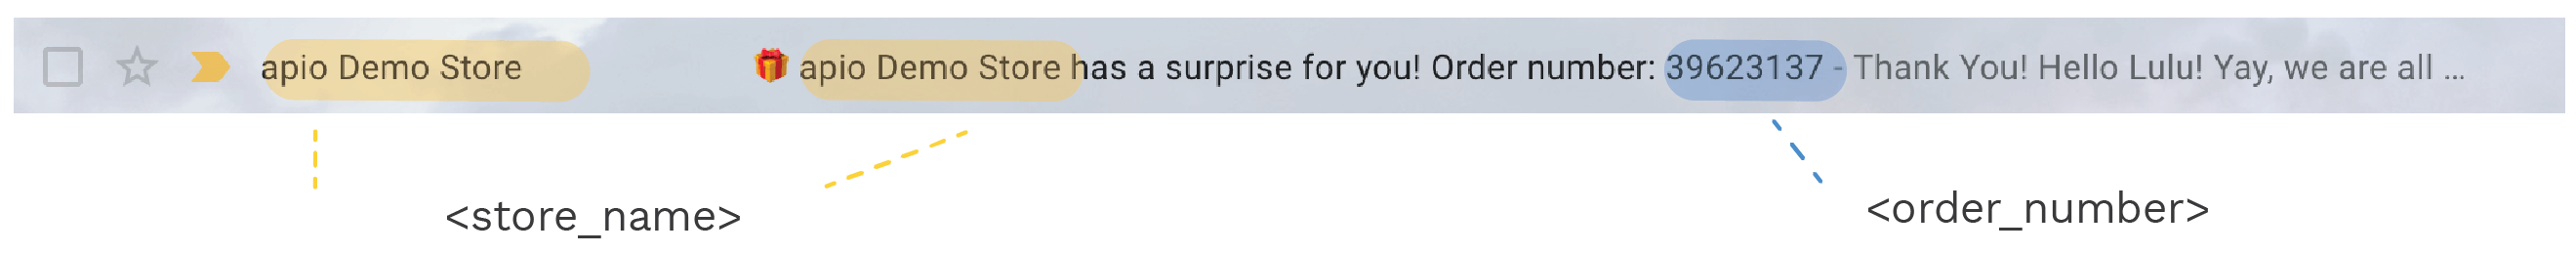 apio Demo Store 🎁 apio Demo Store has a surprise for you! Order number: 39623137 - Thank You! Hello Lulu! Yay, we are all ...
<store_name> <order_number>